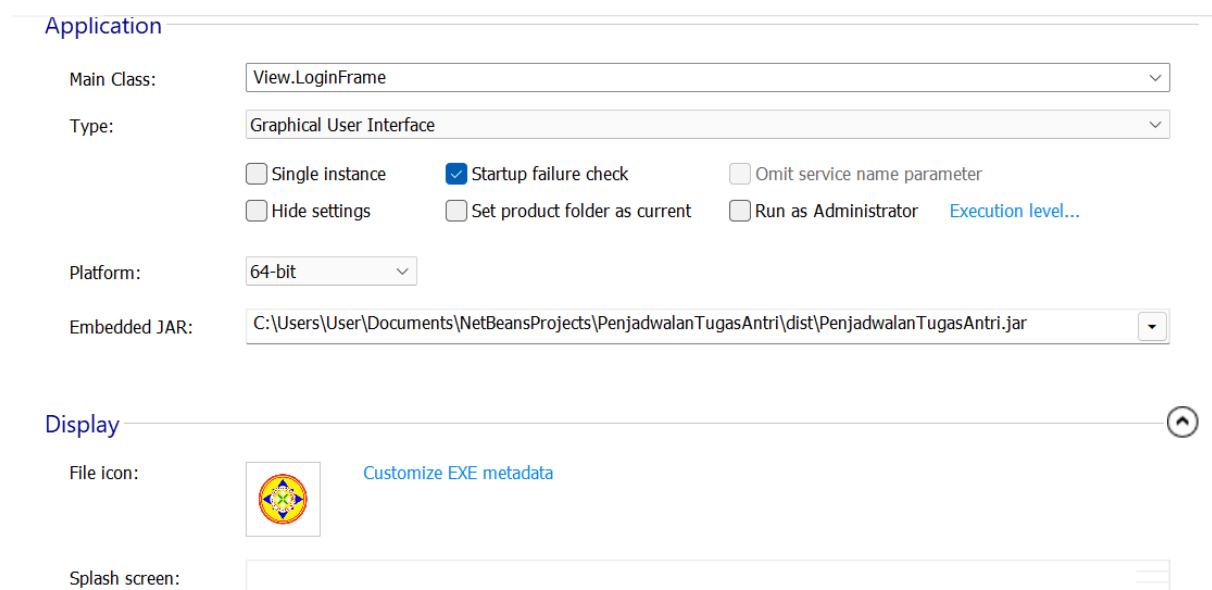 Application
Main Class: View.LoginFrame
Type: Graphical User Interface
Single instance Startup failure check Omit service name parameter
Hide settings Set product folder as current Run as Administrator Execution level...
Platform: 64-bit
Embedded JAR: C:\Users\User\Documents\NetBeansProjects\PenjadwalanTugasAntri\dist\PenjadwalanTugasAntri.jar
Display
File icon: Customize EXE metadata
Splash screen: